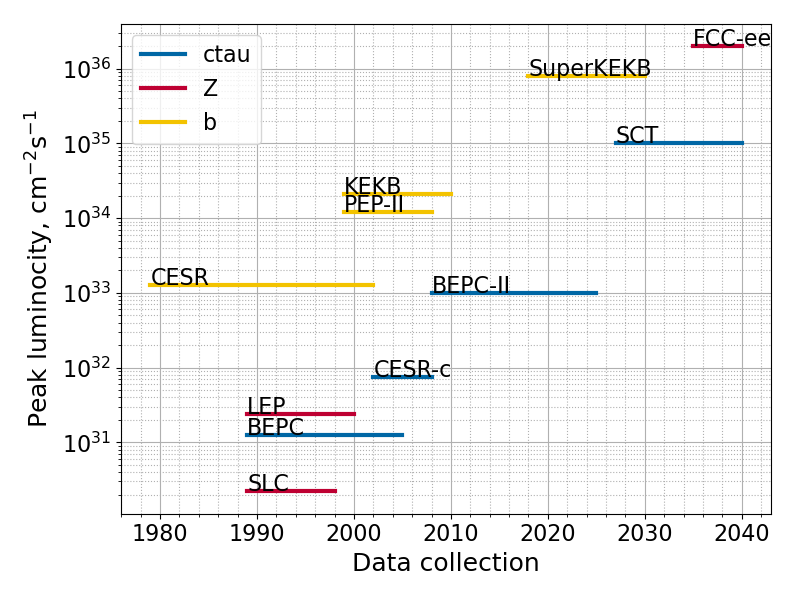 FCC-ee
ctau
Z
b
SuperKEKB
SCT
KEKB
PEP-II
CESR
BEPC-II
CESR-c
LEP
BEPC
SLC
Peak luminocity, cm⁻²s⁻¹
10³⁶
10³⁵
10³⁴
10³³
10³²
10³¹
1980 1990 2000 2010 2020 2030 2040
Data collection